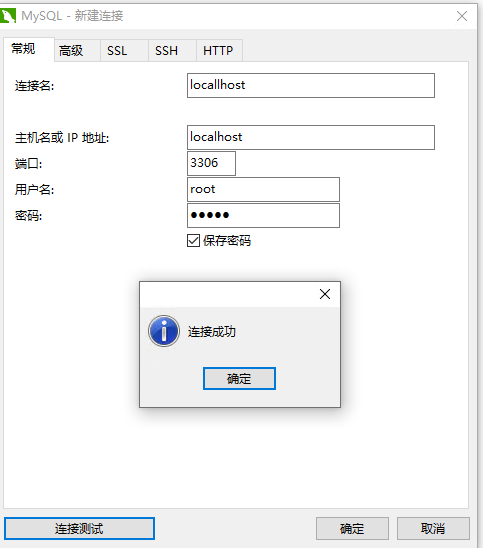 MySQL - 新建连接
常规 高级 SSL SSH HTTP
连接名: locallhost
主机名或 IP 地址: localhost
端口: 3306
用户名: root
密码: ●●●●●
保存密码
连接成功
确定
连接测试 确定 取消